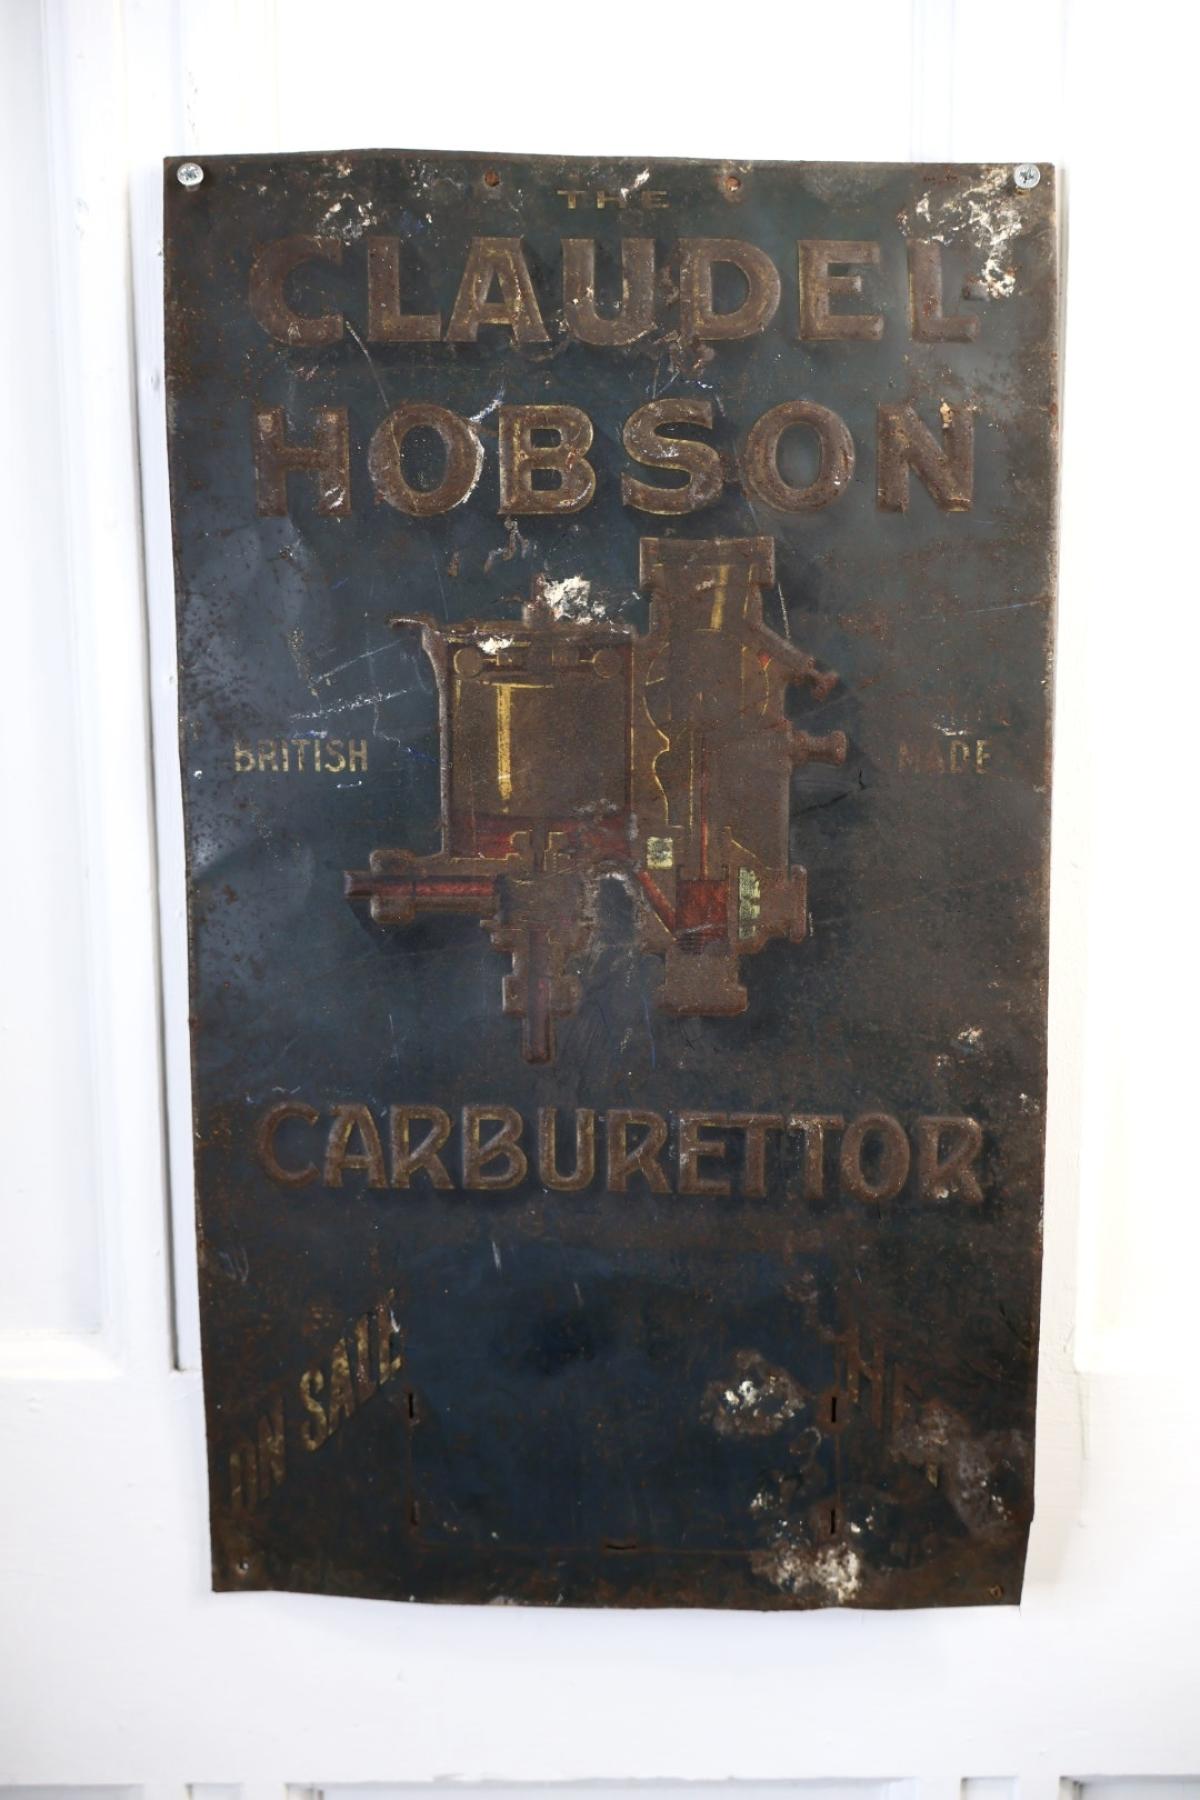 THE
CLAUDEL
HOBSON
BRITISH MADE
CARBURETTOR
ON SALE